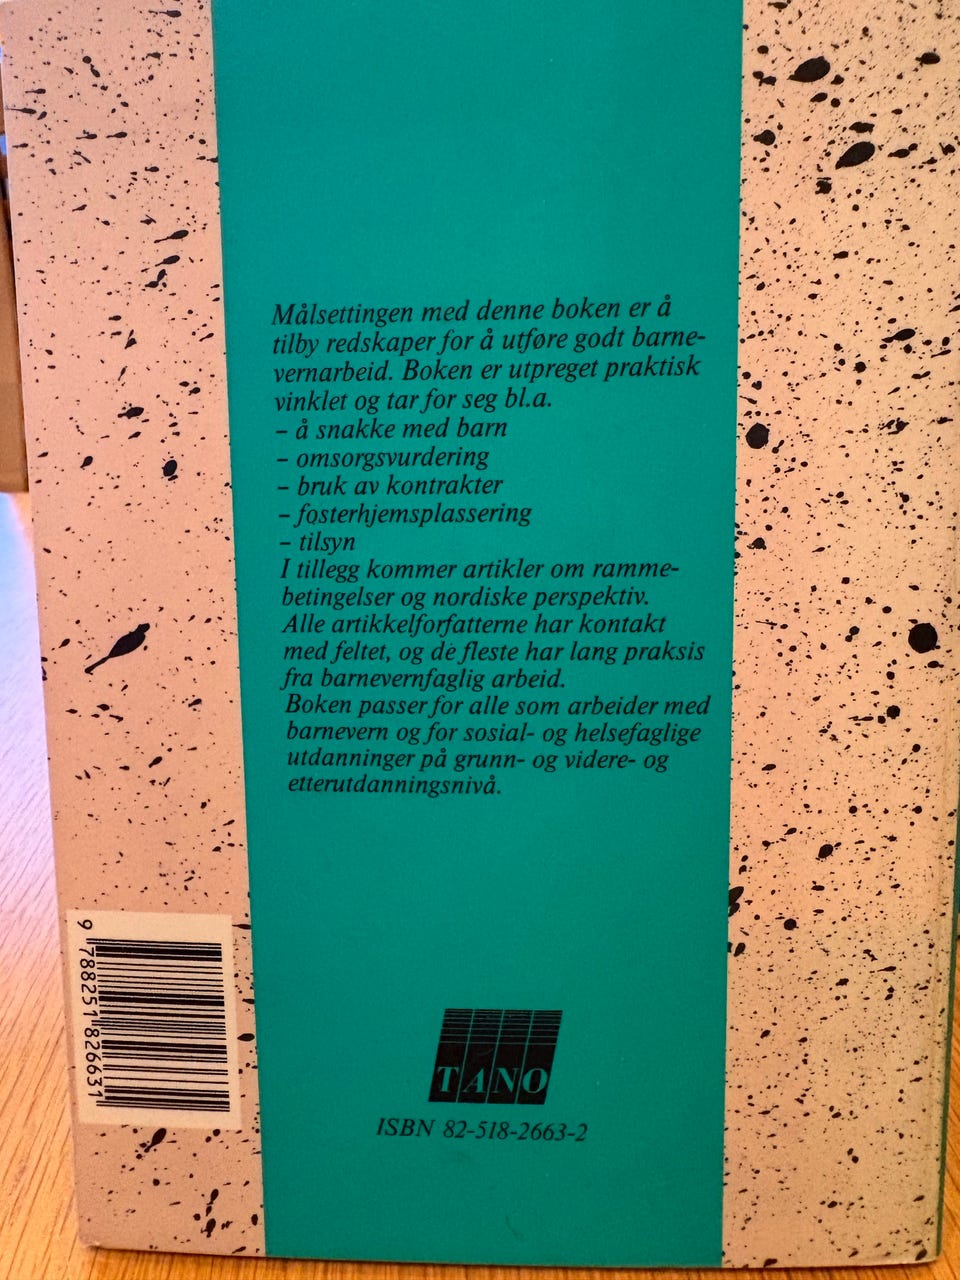 Målsettingen med denne boken er å
tilby redskaper for å utføre godt barne-
vernarbeid. Boken er utpreget praktisk
vinklet og tar for seg bl.a.
– å snakke med barn
– omsorgsvurdering
– bruk av kontrakter
– fosterhjemsplassering
– tilsyn
I tillegg kommer artikler om ramme-
betingelser og nordiske perspektiv.
Alle artikkelforfatterne har kontakt
med feltet, og de fleste har lang praksis
fra barnevernfaglig arbeid.
Boken passer for alle som arbeider med
barnevern og for sosial- og helsefaglige
utdanninger på grunn- og videre- og
etterutdanningsnivå.
9 788251 826631
TANO
ISBN 82-518-2663-2